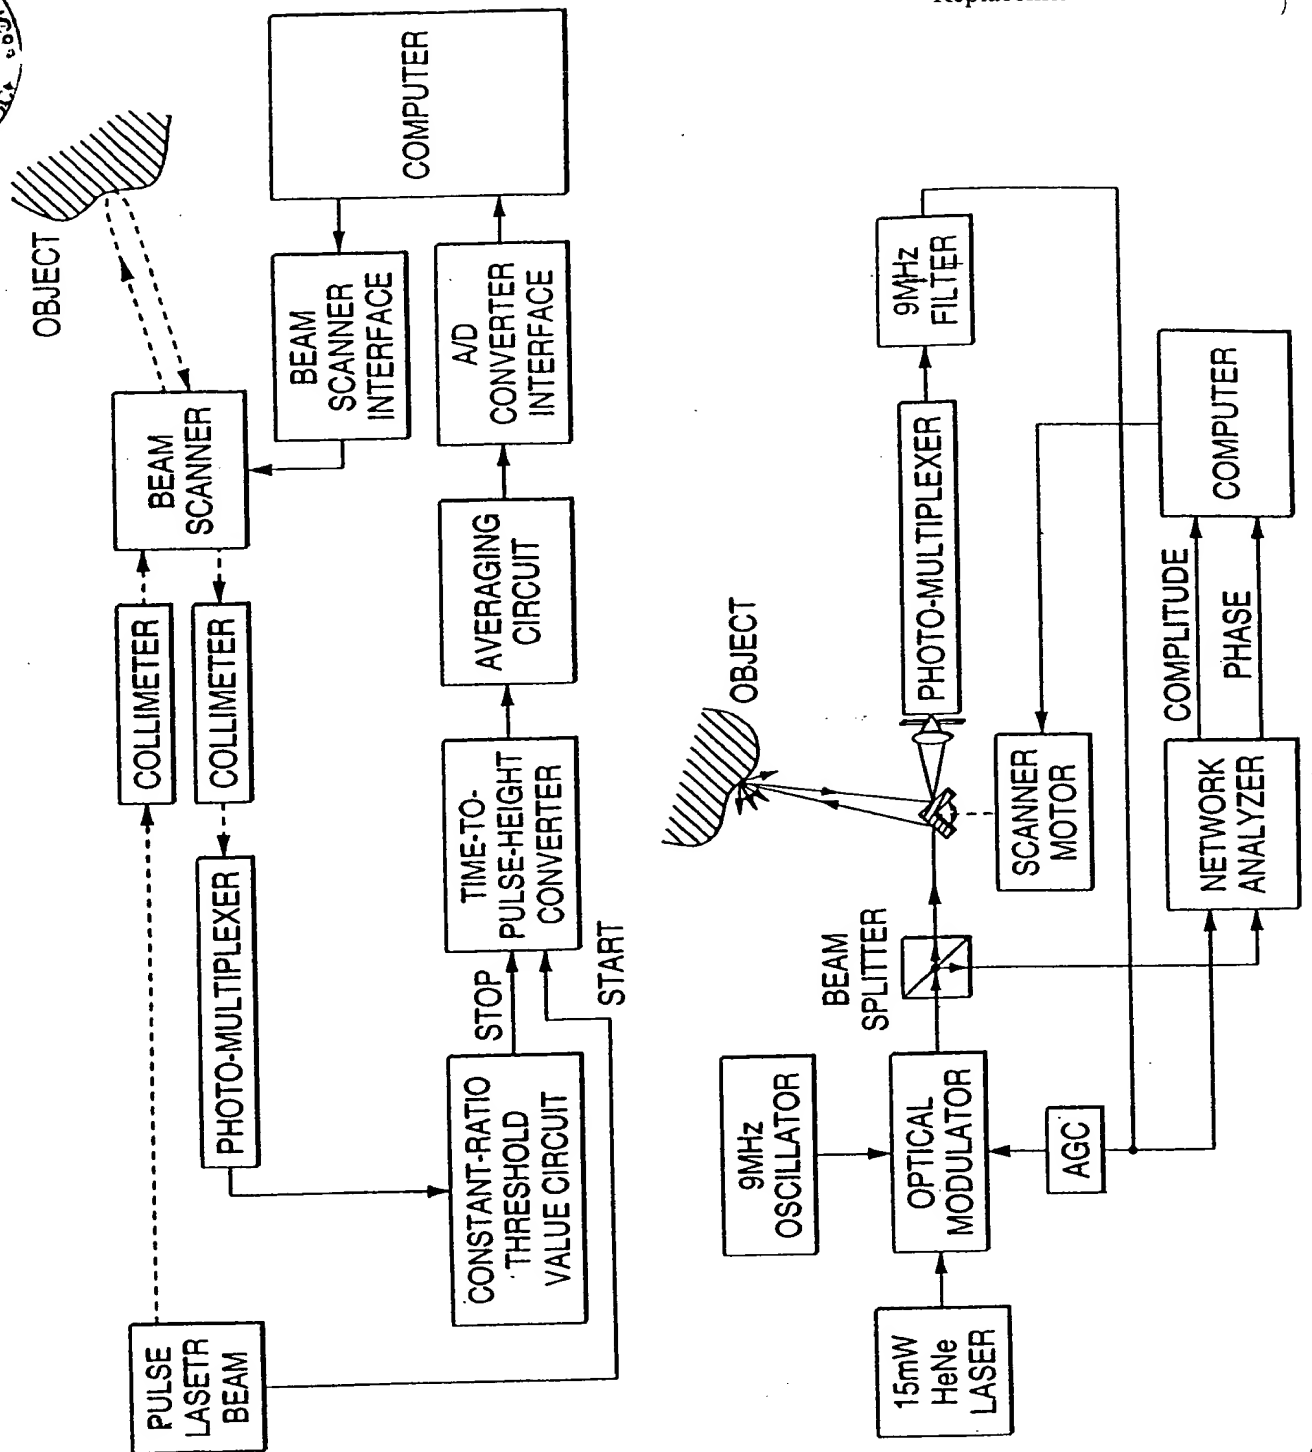 PULSE
LASETR
BEAM
COLLIMETER
COLLIMETER
PHOTO-MULTIPLEXER
BEAM
SCANNER
OBJECT
CONSTANT-RATIO
THRESHOLD
VALUE CIRCUIT
STOP
START
TIME-TO-
PULSE-HEIGHT
CONVERTER
AVERAGING
CIRCUIT
A/D
CONVERTER
INTERFACE
BEAM
SCANNER
INTERFACE
COMPUTER
15mW
HeNe
LASER
9MHz
OSCILLATOR
OPTICAL
MODULATOR
AGC
BEAM
SPLITTER
OBJECT
SCANNER
MOTOR
PHOTO-MULTIPLEXER
9MHz
FILTER
NETWORK
ANALYZER
COMPLITUDE
PHASE
COMPUTER